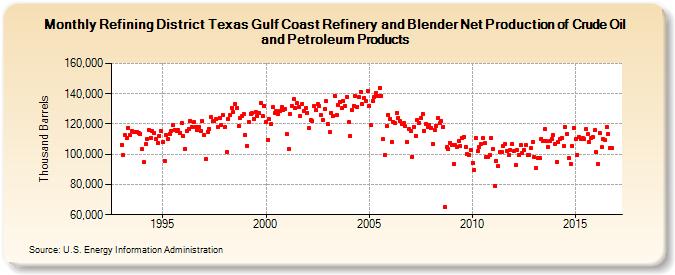 Monthly Refining District Texas Gulf Coast Refinery and Blender Net Production of Crude Oil
and Petroleum Products
Thousand Barrels
160,000
140,000
120,000
100,000
80,000
60,000
1995
2000
2005
2010
2015
Source: U.S. Energy Information Administration